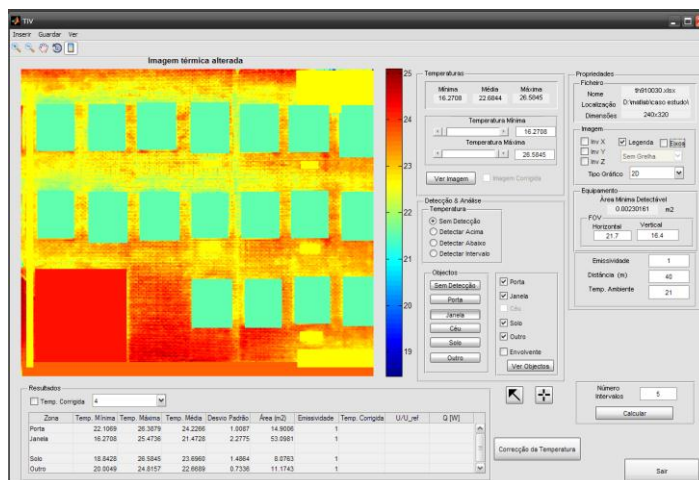 TIV
Inserir Guardar Ver
Imagem térmica alterada
25
24
23
22
21
20
19
Temperaturas
Mínima Média Máxima
16.2708 22.6844 26.5845
Temperatura Mínima
16.2708
Temperatura Máxima
26.5845
Ver Imagem Imagem Corrigida
Detecção & Análise
Temperatura
Sem Detecção
Detectar Acima
Detectar Abaixo
Detectar Intervalo
Objectos
Sem Detecção
Porta
Janela
Céu
Solo
Outro
Porta
Janela
Céu
Solo
Outro
Envolvente
Ver Objectos
Propriedades
Ficheiro
Nome th910030.xlsx
Localização D:\matlab\caso estudo\
Dimensões 240x320
Imagem
Inv X Legenda Eixos
Inv Y
Inv Z Sem Grelha
Tipo Gráfico 2D
Equipamento
Área Mínima Detectável
0.00230161 m2
FOV
Horizontal Vertical
21.7 16.4
Emissividade 1
Distância (m) 40
Temp. Ambiente 21
Resultados
Temp. Corrigida 4
Zona Temp. Mínima Temp. Máxima Temp. Média Desvio Padrão Área (m2) Emissividade Temp. Corrigida U/U_ref Q [W]
Porta 22.1069 26.3879 24.2266 1.0087 14.9006 1
Janela 16.2708 25.4736 21.4728 2.2775 53.0981 1
Solo 18.8428 26.5845 23.6960 1.4864 8.0763 1
Outro 20.0049 24.8157 22.6689 0.7336 11.1743 1
Correcção da Temperatura
Número Intervalos 5
Calcular
Sair